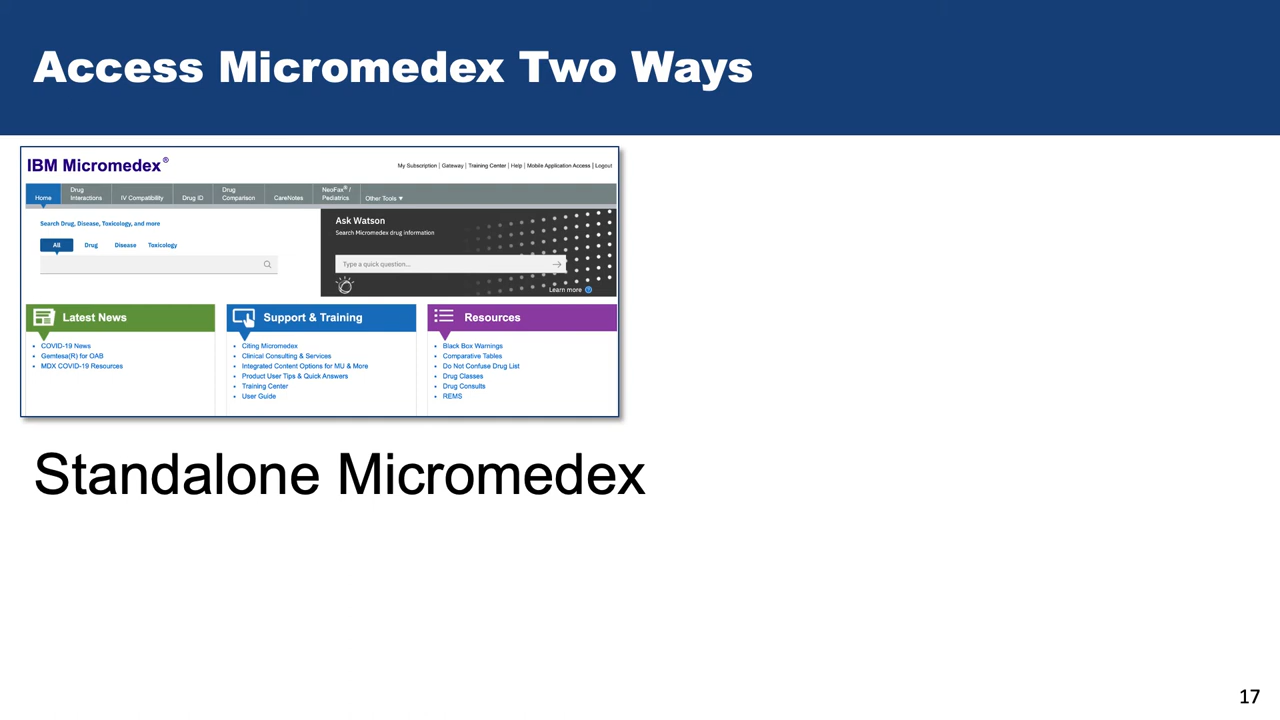 Access Micromedex Two Ways
IBM Micromedex®
My Subscription | Gateway | Training Center | Help | Mobile Application Access | Logout
Home
Drug
Interactions
IV Compatibility
Drug ID
Drug
Comparison
CareNotes
NeoFax® /
Pediatrics
Other Tools
Search Drug, Disease, Toxicology, and more
All
Drug
Disease
Toxicology
Ask Watson
Search Micromedex drug information
Type a quick question...
Learn more
Latest News
COVID-19 News
Gemtesa(R) for OAB
MDX COVID-19 Resources
Support & Training
Citing Micromedex
Clinical Consulting & Services
Integrated Content Options for MU & More
Product User Tips & Quick Answers
Training Center
User Guide
Resources
Black Box Warnings
Comparative Tables
Do Not Confuse Drug List
Drug Classes
Drug Consults
REMS
Standalone Micromedex
17